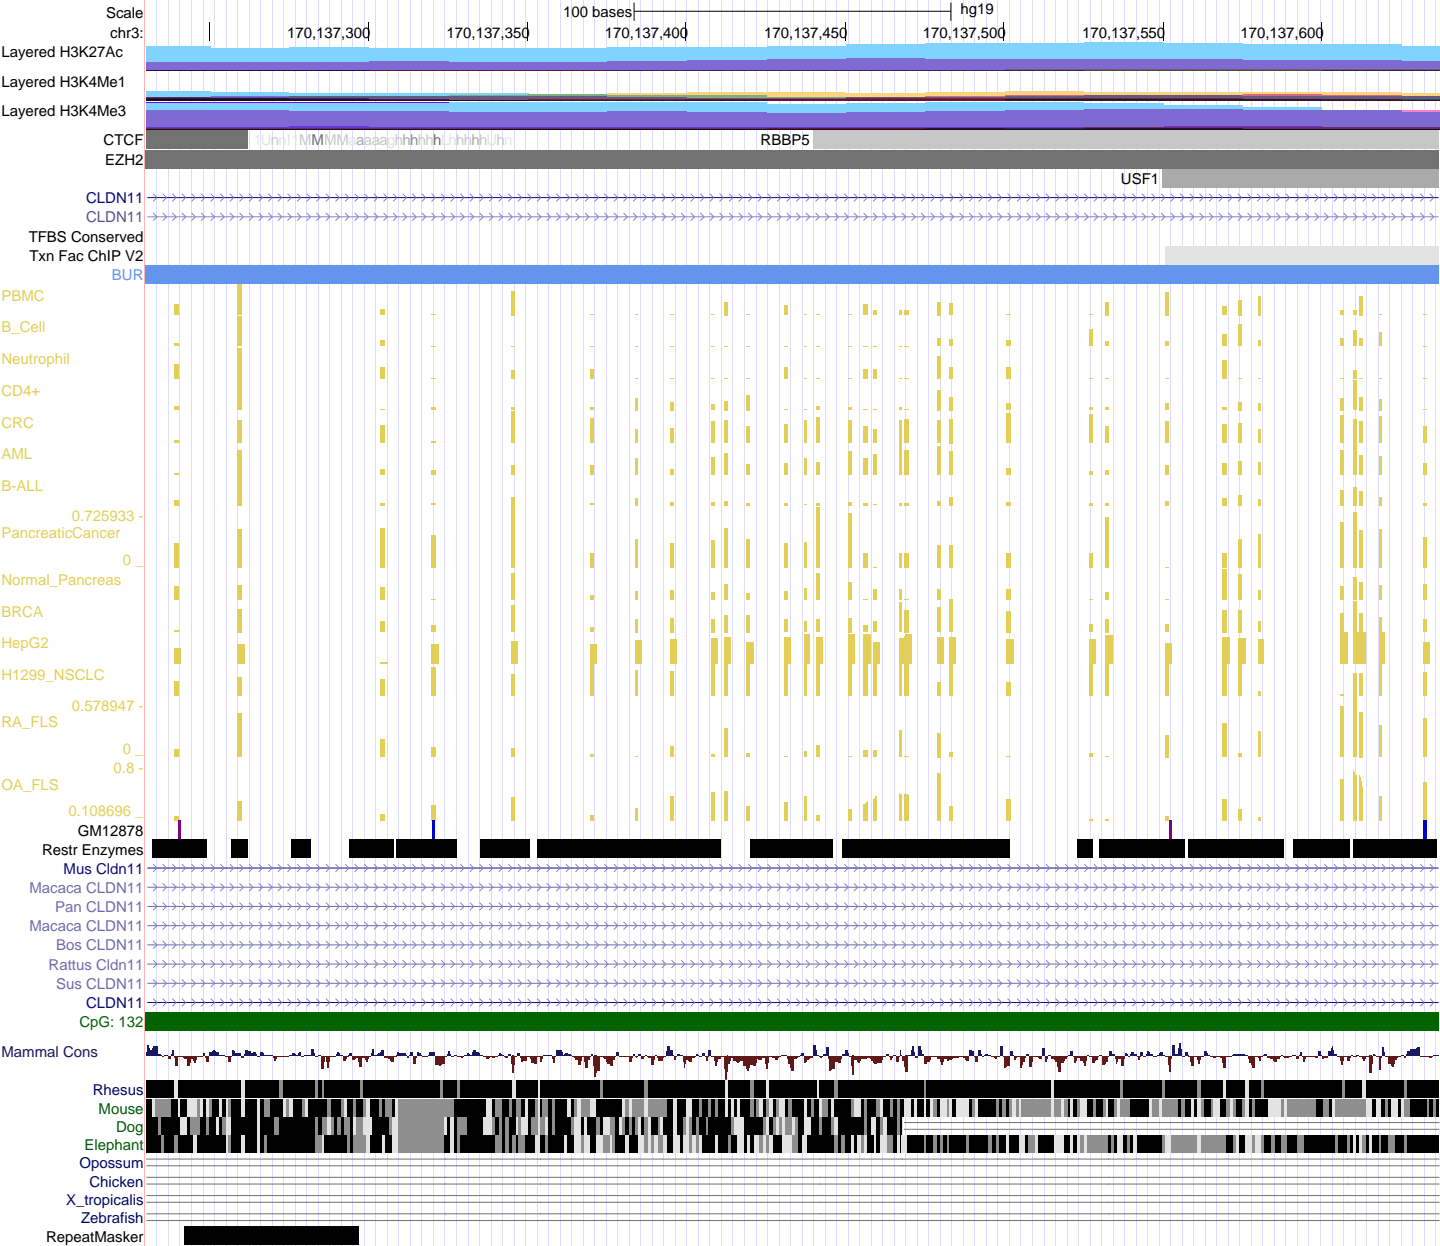 Scale 100 bases hg19
chr3: 170,137,300 170,137,350 170,137,400 170,137,450 170,137,500 170,137,550 170,137,600
Layered H3K27Ac
Layered H3K4Me1
Layered H3K4Me3
CTCF RBBP5
EZH2
USF1
CLDN11
CLDN11
TFBS Conserved
Txn Fac ChIP V2
BUR
PBMC
B_Cell
Neutrophil
CD4+
CRC
AML
B-ALL
0.725933 -
PancreaticCancer
0 _
Normal_Pancreas
BRCA
HepG2
H1299_NSCLC
0.578947 -
RA_FLS
0 _
0.8 -
OA_FLS
0.108696 _
GM12878
Restr Enzymes
Mus Cldn11
Macaca CLDN11
Pan CLDN11
Macaca CLDN11
Bos CLDN11
Rattus Cldn11
Sus CLDN11
CLDN11
CpG: 132
Mammal Cons
Rhesus
Mouse
Dog
Elephant
Opossum
Chicken
X_tropicalis
Zebrafish
RepeatMasker